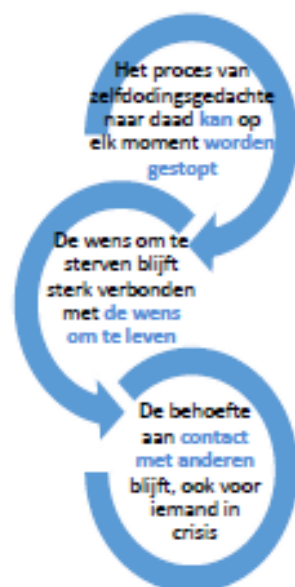 Het proces van
zelfdodingsgedachte
naar daad kan op
elk moment worden
gestopt
De wens om te
sterven blijft
sterk verbonden
met de wens
om te leven
De behoefte
aan contact
met anderen
blijft, ook voor
iemand in
crisis